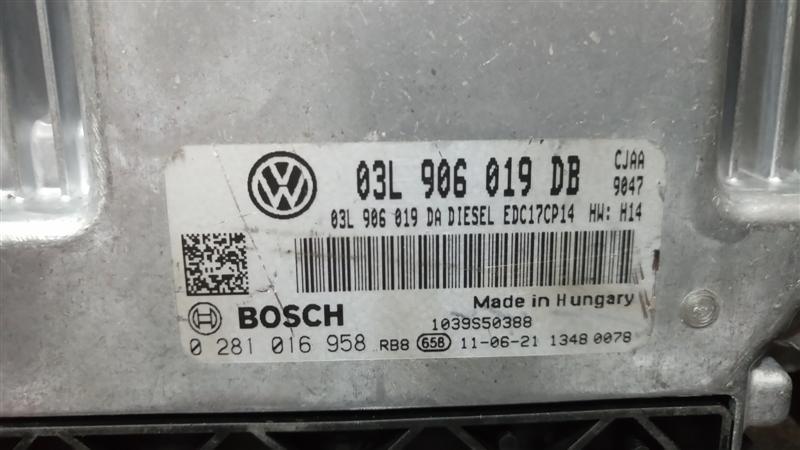 03L 906 019 DB CJAA
9047
03L 906 019 DA DIESEL EDC17CP14 HW: H14
Made in Hungary
BOSCH 1039S50388
0 281 016 958 RB8 658 11-06-21 1348 0078